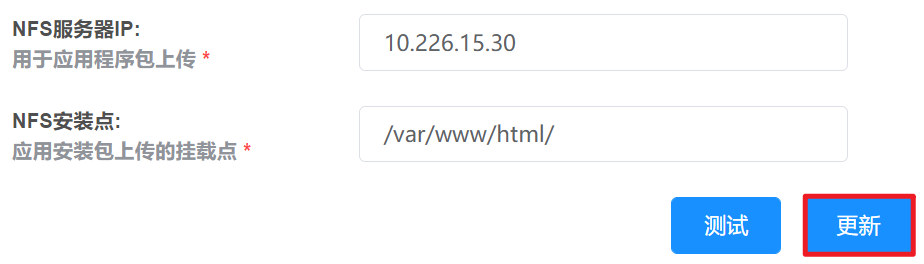 NFS服务器IP:
用于应用程序包上传 *
10.226.15.30
NFS安装点:
应用安装包上传的挂载点 *
/var/www/html/
测试
更新